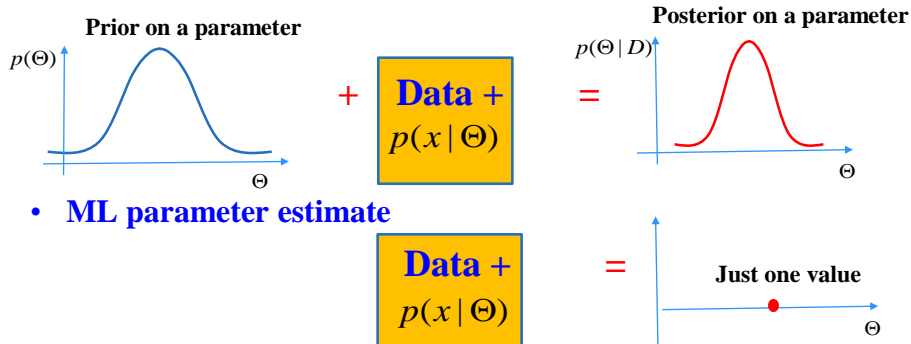 Prior on a parameter
Posterior on a parameter
p(Θ)
p(Θ | D)
+
Data +
p(x | Θ)
=
Θ
Θ
• ML parameter estimate
Data +
p(x | Θ)
=
Just one value
Θ